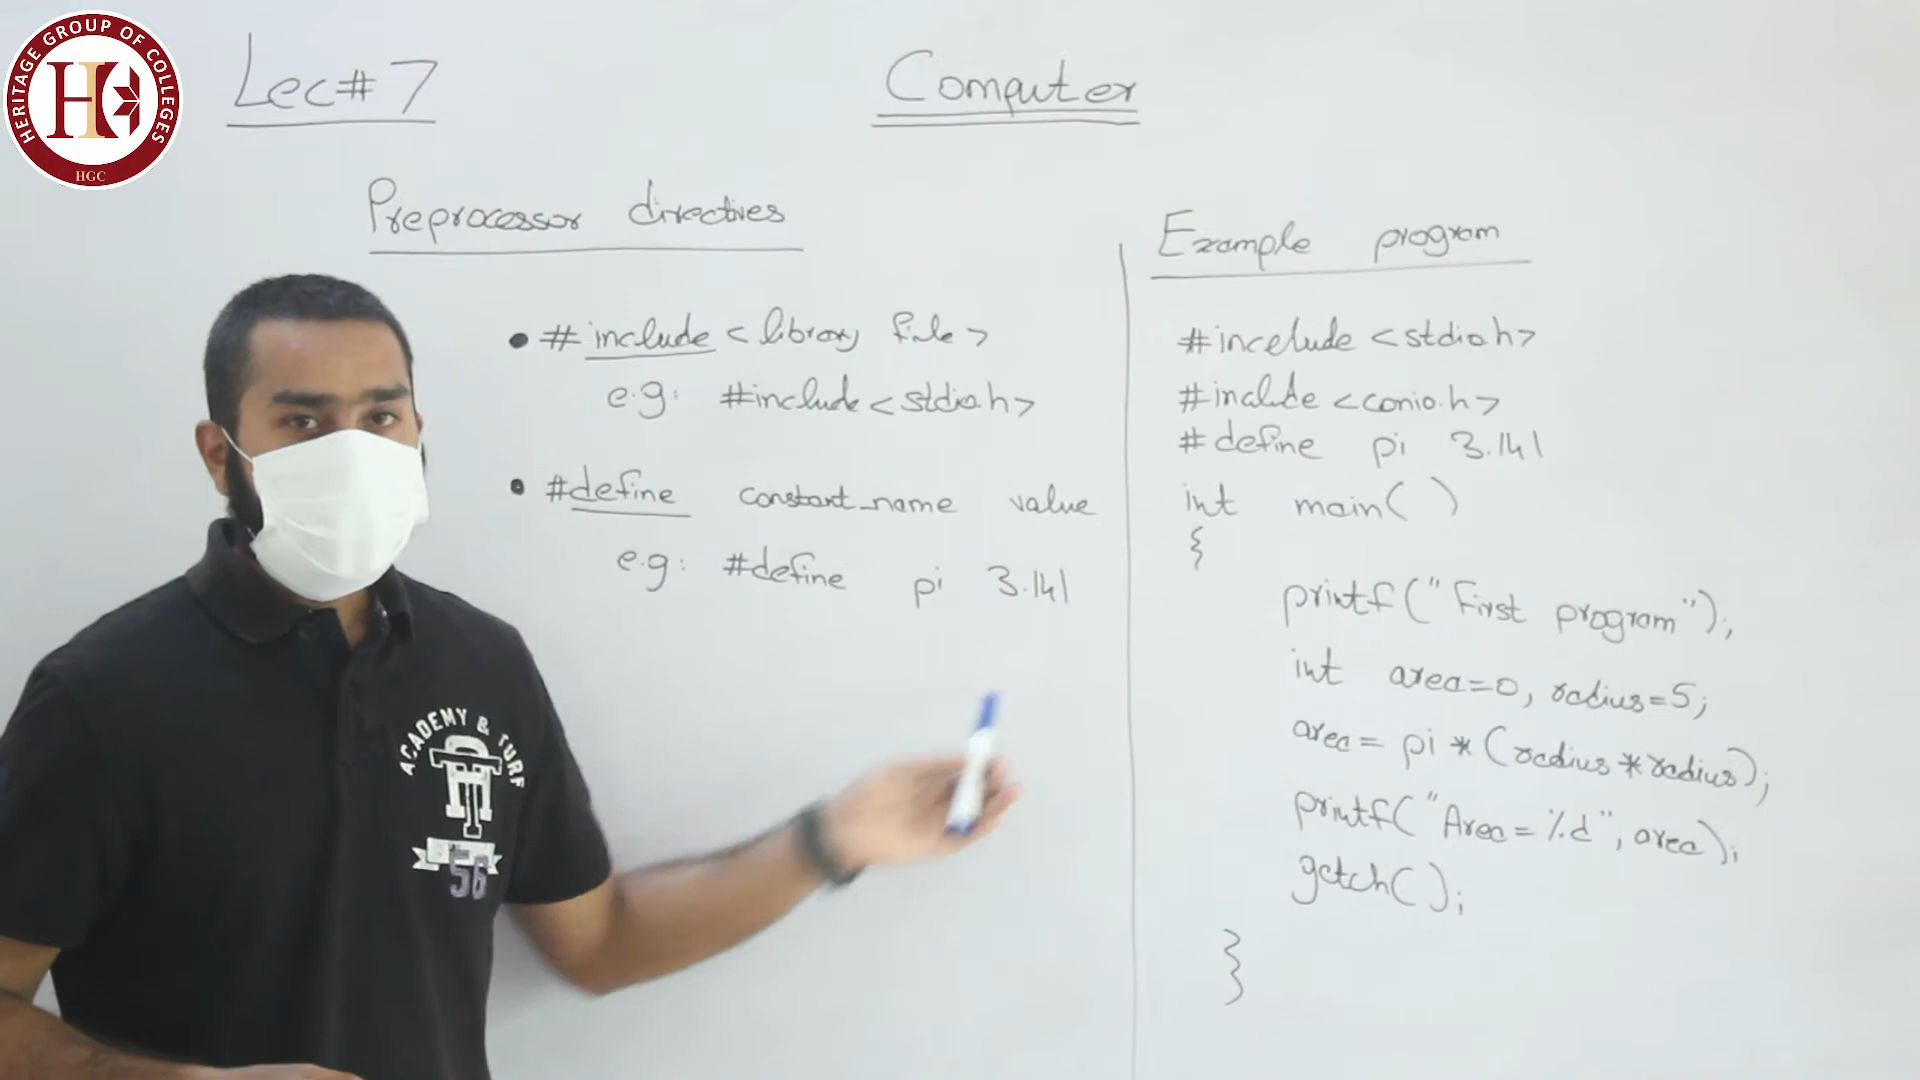 HERITAGE GROUP OF COLLEGES
HGC
Lec# 7
Computer
Preprocessor directives
• #include < library file >
e.g: #include < stdio.h >
• #define constant_name value
e.g: #define pi 3.141
Example program
#incelude < stdio.h >
#include < conio.h >
#define pi 3.141
int main( )
{
printf("First program");
int area=0, radius=5;
area= pi * (radius * radius);
printf("Area = %d", area);
getch( );
}
ACADEMY & TURF
56